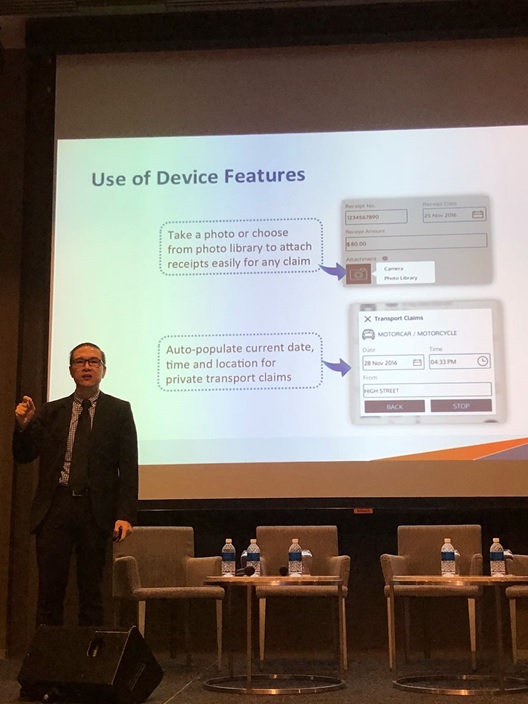 Use of Device Features
Take a photo or choose
from photo library to attach
receipts easily for any claim
Receipt No.
Receipt Date
1234567890
25 Nov 2016
Receipt Amount
$ 80.00
Attachment
Camera
Photo Library
Auto-populate current date,
time and location for
private transport claims
X Transport Claims
MOTORCAR / MOTORCYCLE
Date
Time
28 Nov 2016
04:33 PM
From
HIGH STREET
BACK
STOP